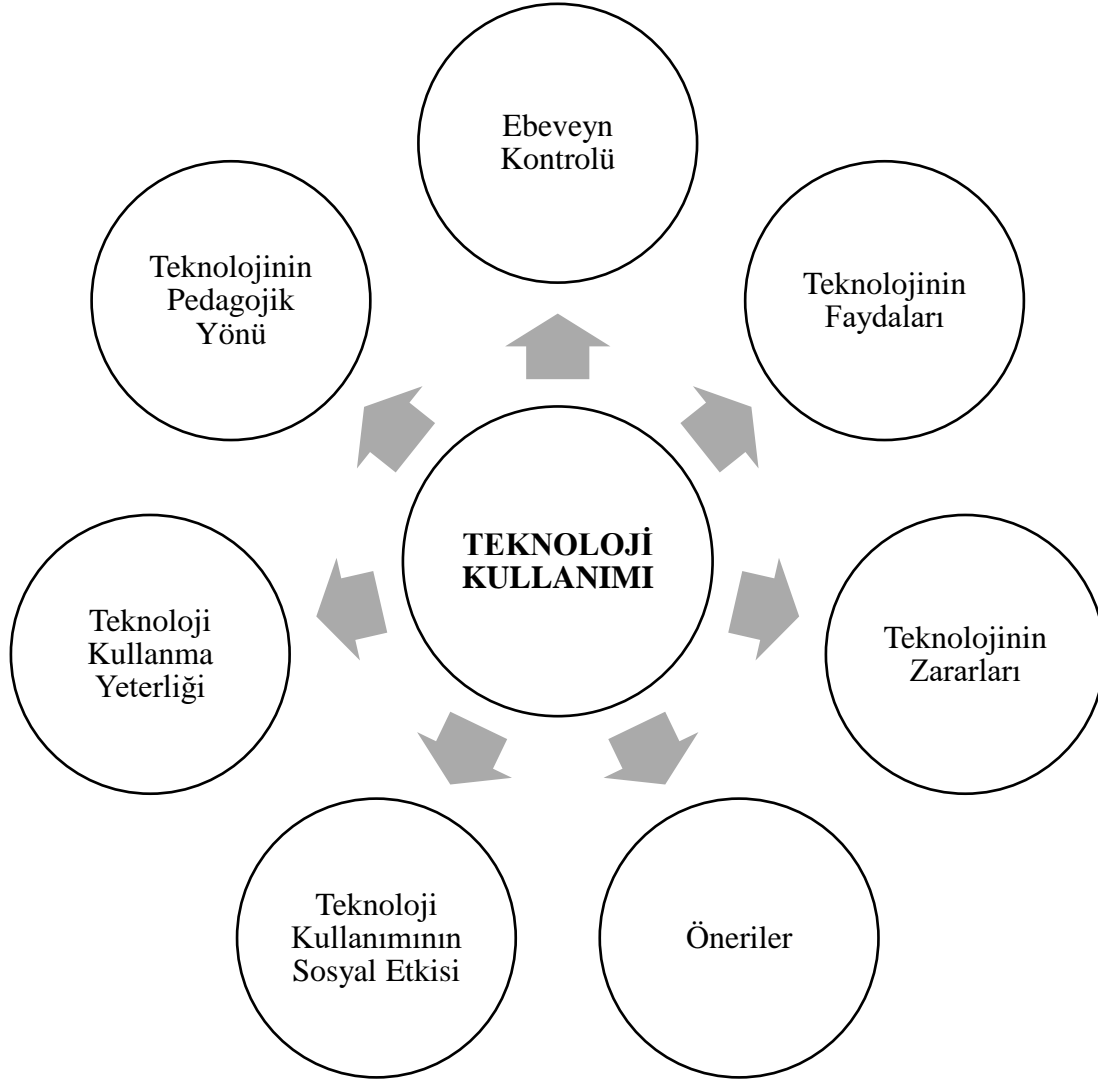 Ebeveyn
Kontrolü
Teknolojinin
Faydaları
Teknolojinin
Zararları
Öneriler
Teknoloji
Kullanımının
Sosyal Etkisi
Teknoloji
Kullanma
Yeterliği
Teknolojinin
Pedagojik
Yönü
TEKNOLOJİ
KULLANIMI